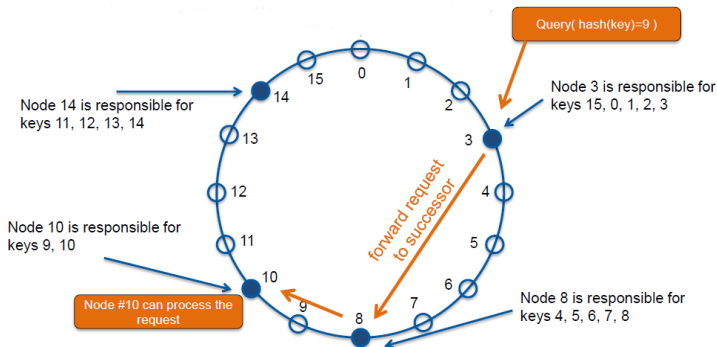 Query( hash(key)=9 )
Node 3 is responsible for
keys 15, 0, 1, 2, 3
Node 14 is responsible for
keys 11, 12, 13, 14
0
1
2
3
4
5
6
7
8
9
10
11
12
13
14
15
forward request
to successor
Node 10 is responsible for
keys 9, 10
Node #10 can process the
request
Node 8 is responsible for
keys 4, 5, 6, 7, 8